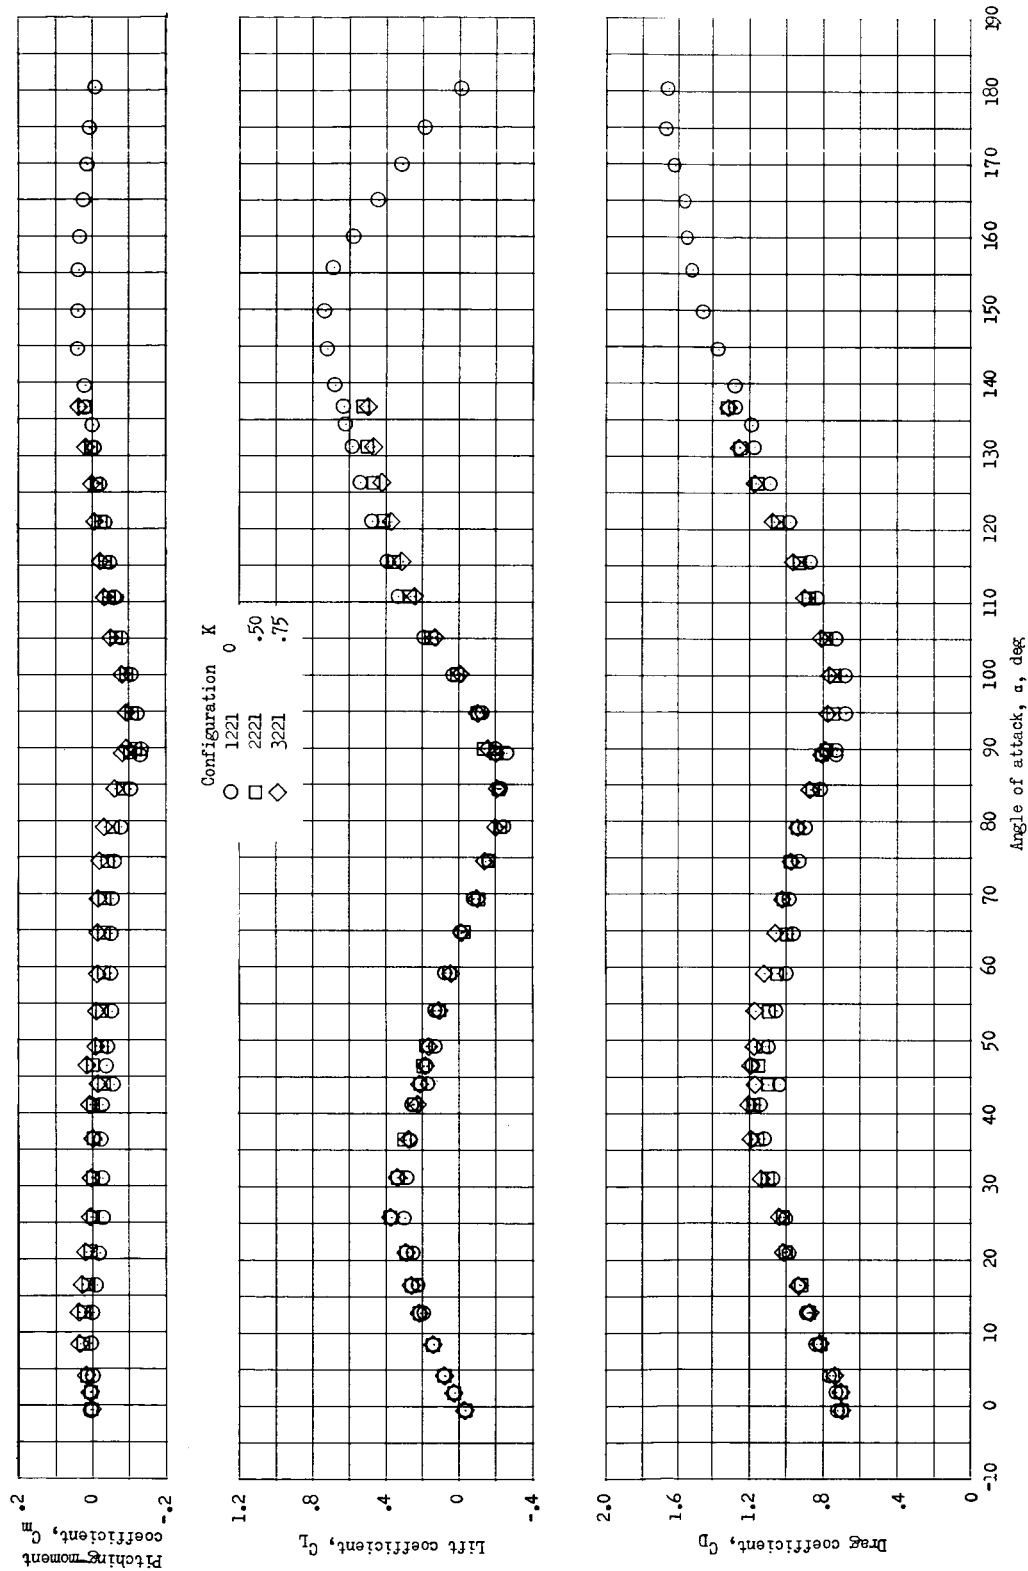 .2
0
-.2
Pitching-moment
coefficient, Cm
Configuration K
1221 0
2221 .50
3221 .75
1.2
.8
.4
0
-.4
Lift coefficient, CL
2.0
1.6
1.2
.8
.4
0
Drag coefficient, CD
-10 0 10 20 30 40 50 60 70 80 90 100 110 120 130 140 150 160 170 180 190
Angle of attack, α, deg